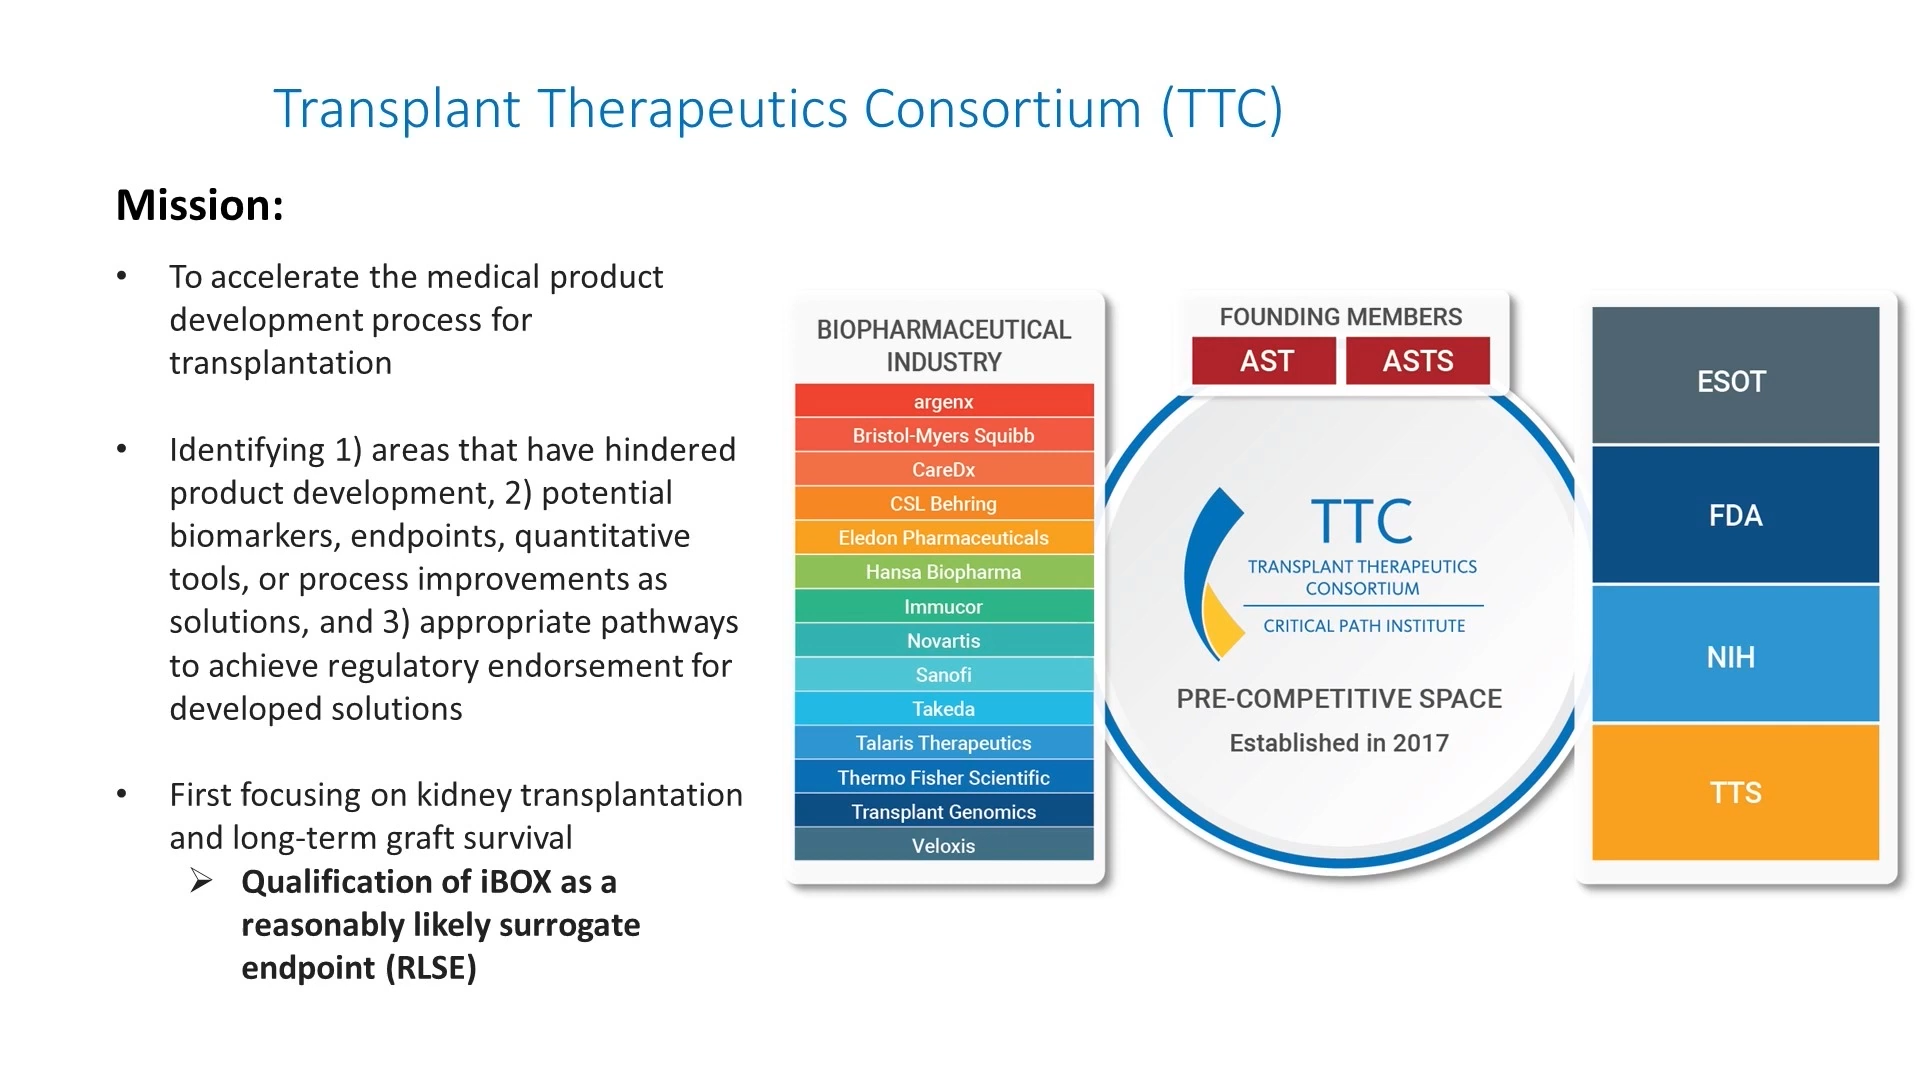 Transplant Therapeutics Consortium (TTC)
Mission:
• To accelerate the medical product
development process for
transplantation
• Identifying 1) areas that have hindered
product development, 2) potential
biomarkers, endpoints, quantitative
tools, or process improvements as
solutions, and 3) appropriate pathways
to achieve regulatory endorsement for
developed solutions
• First focusing on kidney transplantation
and long-term graft survival
➢ Qualification of iBOX as a
reasonably likely surrogate
endpoint (RLSE)
BIOPHARMACEUTICAL
INDUSTRY
argenx
Bristol-Myers Squibb
CareDx
CSL Behring
Eledon Pharmaceuticals
Hansa Biopharma
Immucor
Novartis
Sanofi
Takeda
Talaris Therapeutics
Thermo Fisher Scientific
Transplant Genomics
Veloxis
FOUNDING MEMBERS
AST
ASTS
TTC
TRANSPLANT THERAPEUTICS
CONSORTIUM
CRITICAL PATH INSTITUTE
PRE-COMPETITIVE SPACE
Established in 2017
ESOT
FDA
NIH
TTS